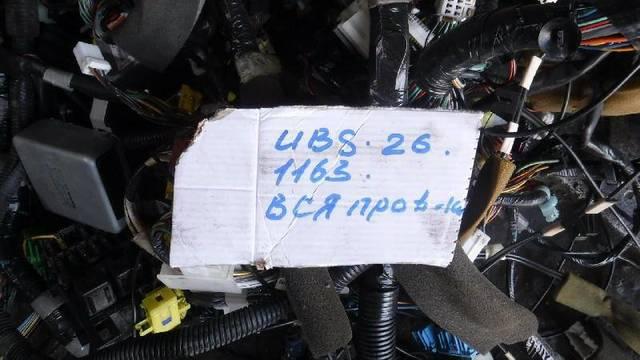 UBS. 26.
1163.
ВСЯ пров-ка